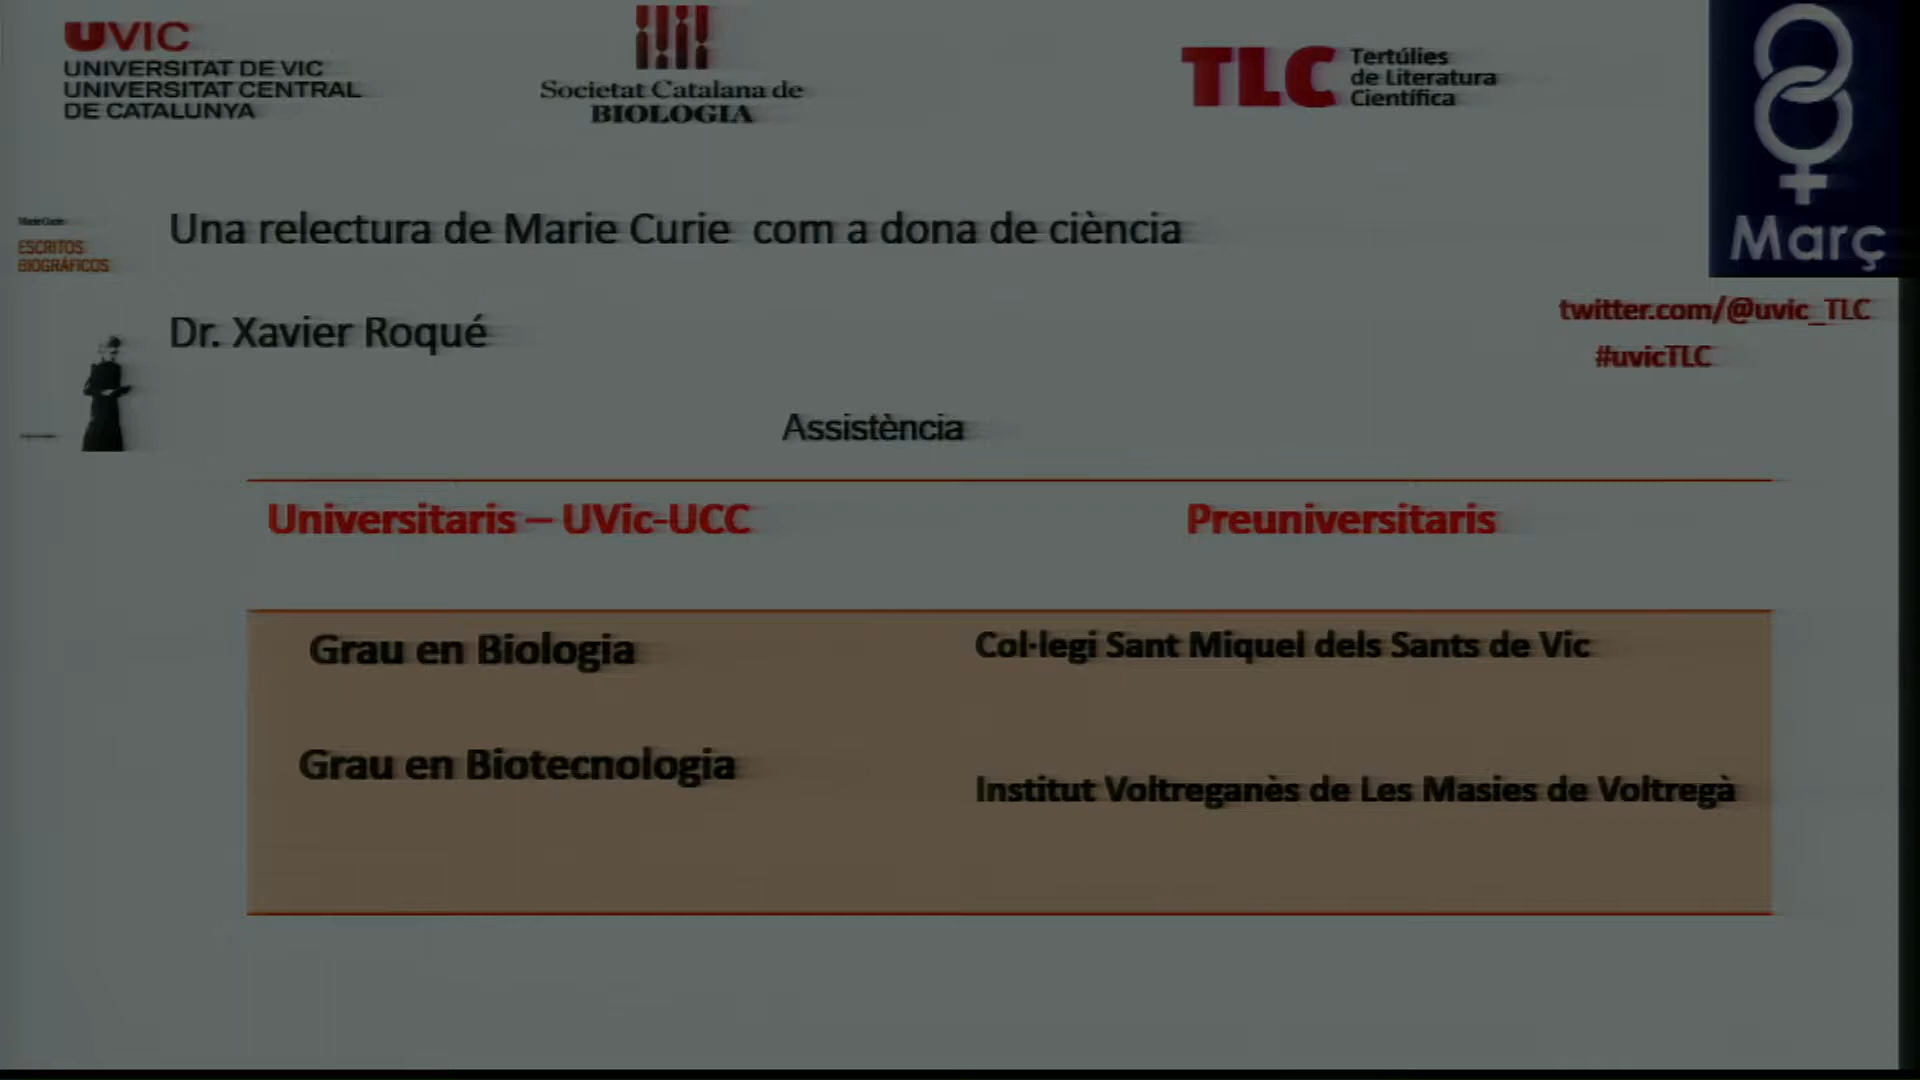 UVIC
UNIVERSITAT DE VIC
UNIVERSITAT CENTRAL
DE CATALUNYA
Societat Catalana de
BIOLOGIA
TLC
Tertúlies
de Literatura
Científica
8 Març
Marie Curie
ESCRITOS
BIOGRÁFICOS
Una relectura de Marie Curie com a dona de ciència
Dr. Xavier Roqué
twitter.com/@uvic_TLC
#uvicTLC
Assistència
Universitaris – UVic-UCC
Preuniversitaris
Grau en Biologia
Col·legi Sant Miquel dels Sants de Vic
Grau en Biotecnologia
Institut Voltreganès de Les Masies de Voltregà